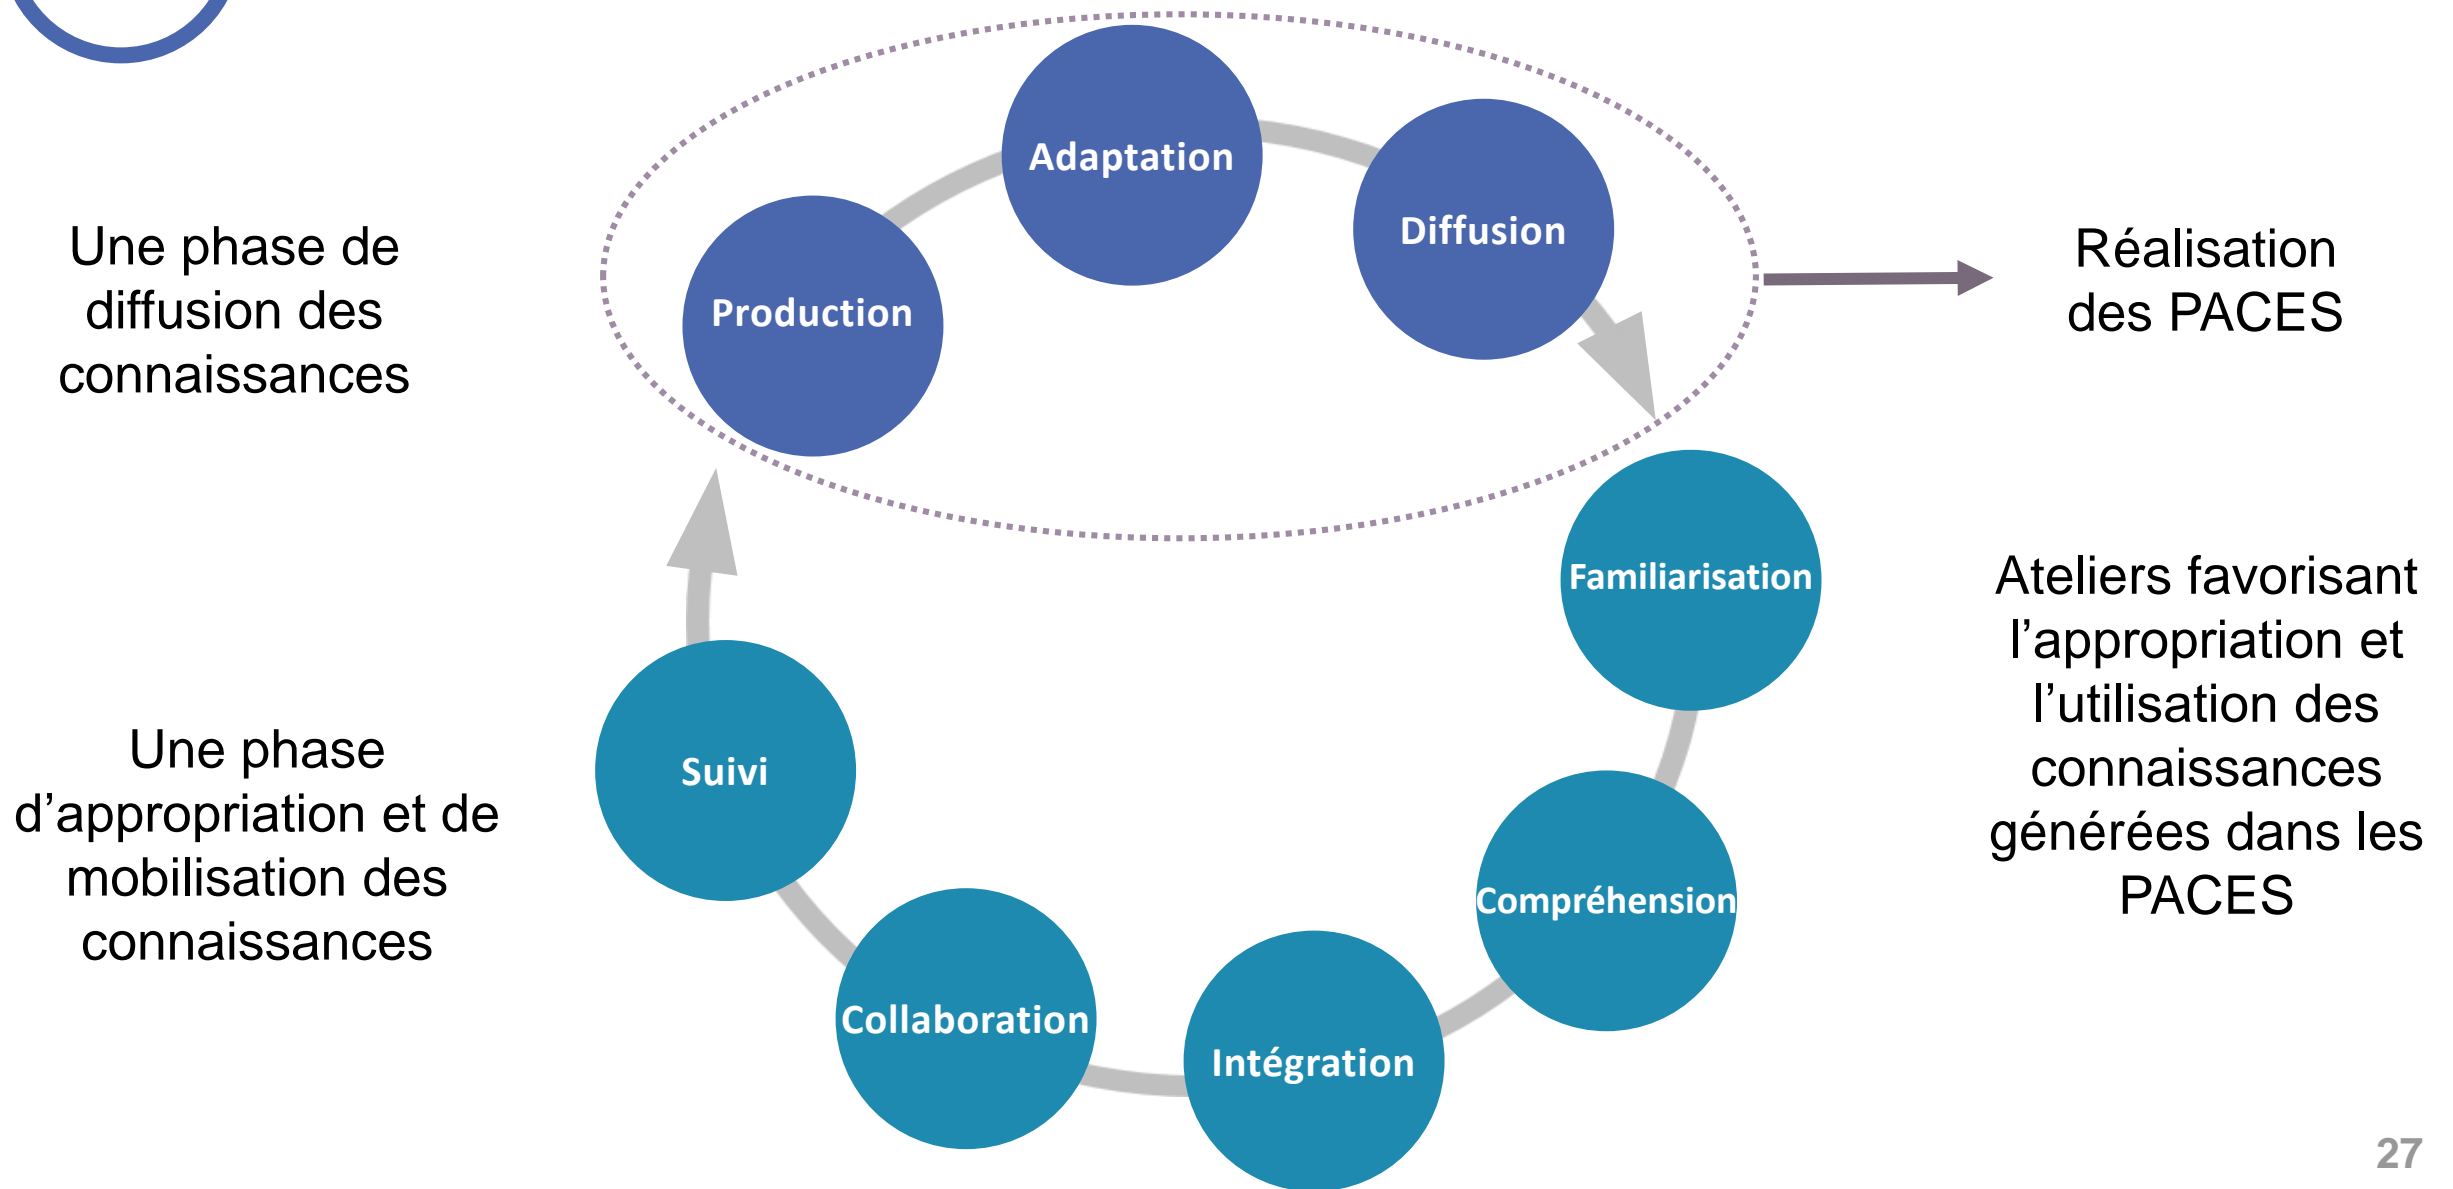 Une phase de
diffusion des
connaissances
Production
Adaptation
Diffusion
Réalisation
des PACES
Une phase
d’appropriation et de
mobilisation des
connaissances
Familiarisation
Compréhension
Intégration
Collaboration
Suivi
Ateliers favorisant
l’appropriation et
l’utilisation des
connaissances
générées dans les
PACES
27